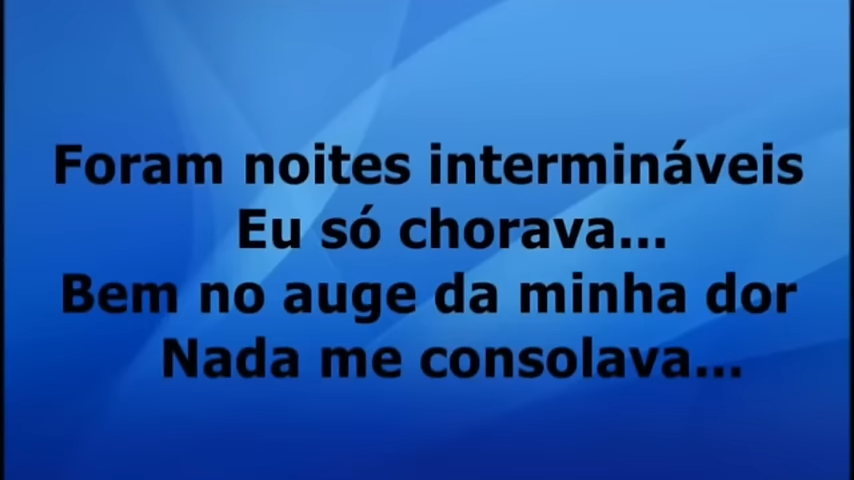 Foram noites intermináveis
Eu só chorava...
Bem no auge da minha dor
Nada me consolava...